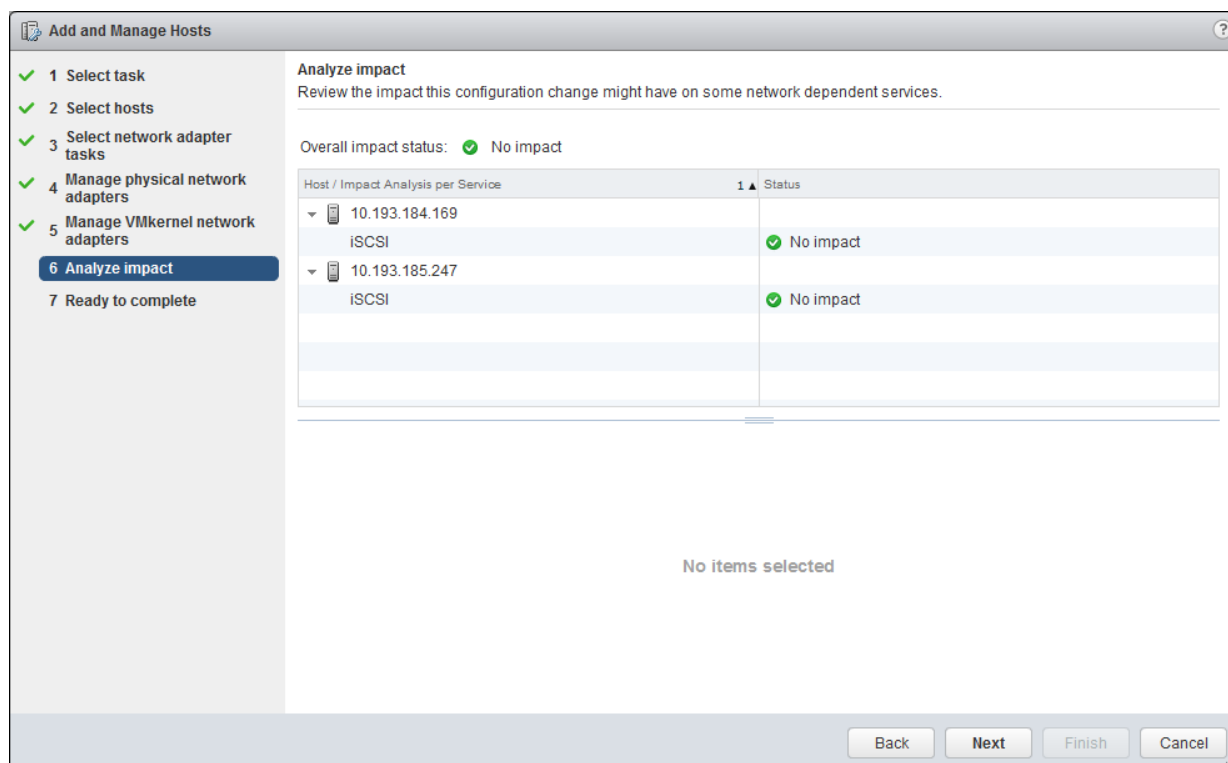 Add and Manage Hosts
?
1 Select task
2 Select hosts
3 Select network adapter
tasks
4 Manage physical network
adapters
5 Manage VMkernel network
adapters
6 Analyze impact
7 Ready to complete
Analyze impact
Review the impact this configuration change might have on some network dependent services.
Overall impact status: No impact
Host / Impact Analysis per Service 1 ▲ Status
10.193.184.169
iSCSI No impact
10.193.185.247
iSCSI No impact
No items selected
Back Next Finish Cancel